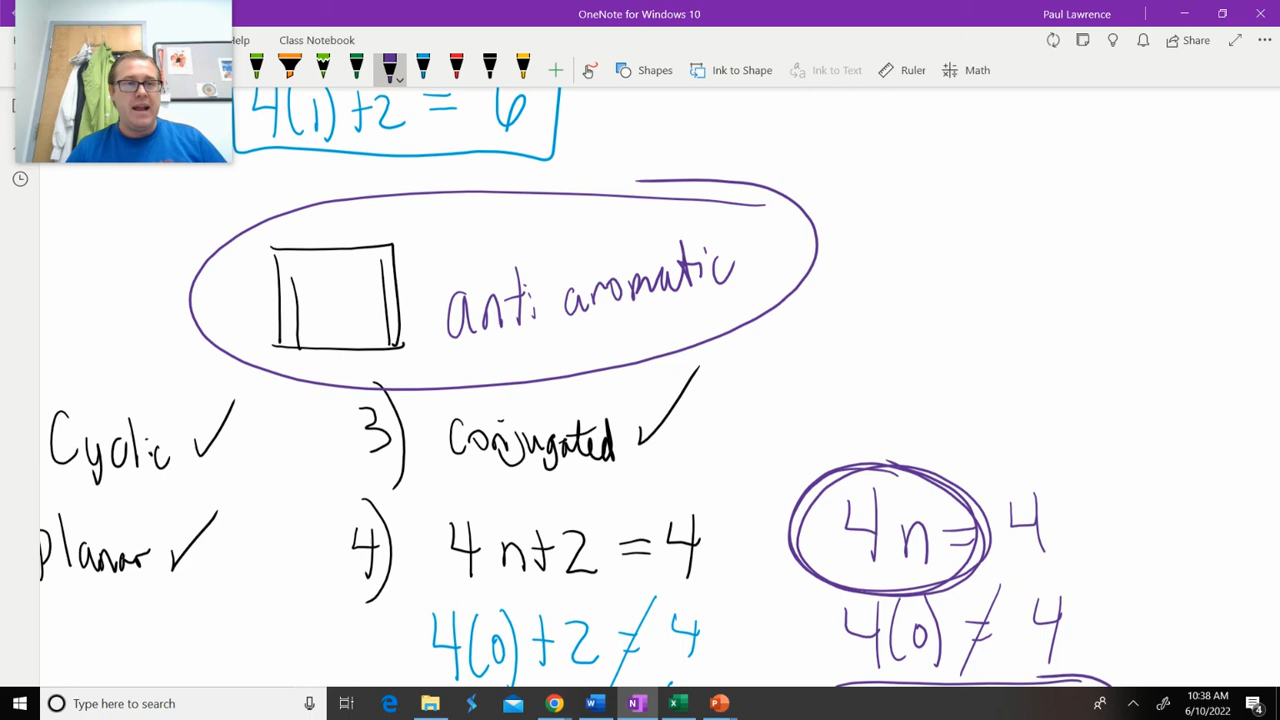 OneNote for Windows 10
Paul Lawrence
Help Class Notebook
Share
Shapes
Ink to Shape
Ink to Text
Ruler
Math
4(1)+2 = 6
anti aromatic
Cyclic ✓
3) Conjugated ✓
planar ✓
4) 4n+2 = 4
4n = 4
4(0)+2 ≠ 4
4(0) ≠ 4
Type here to search
10:38 AM
6/10/2022
4